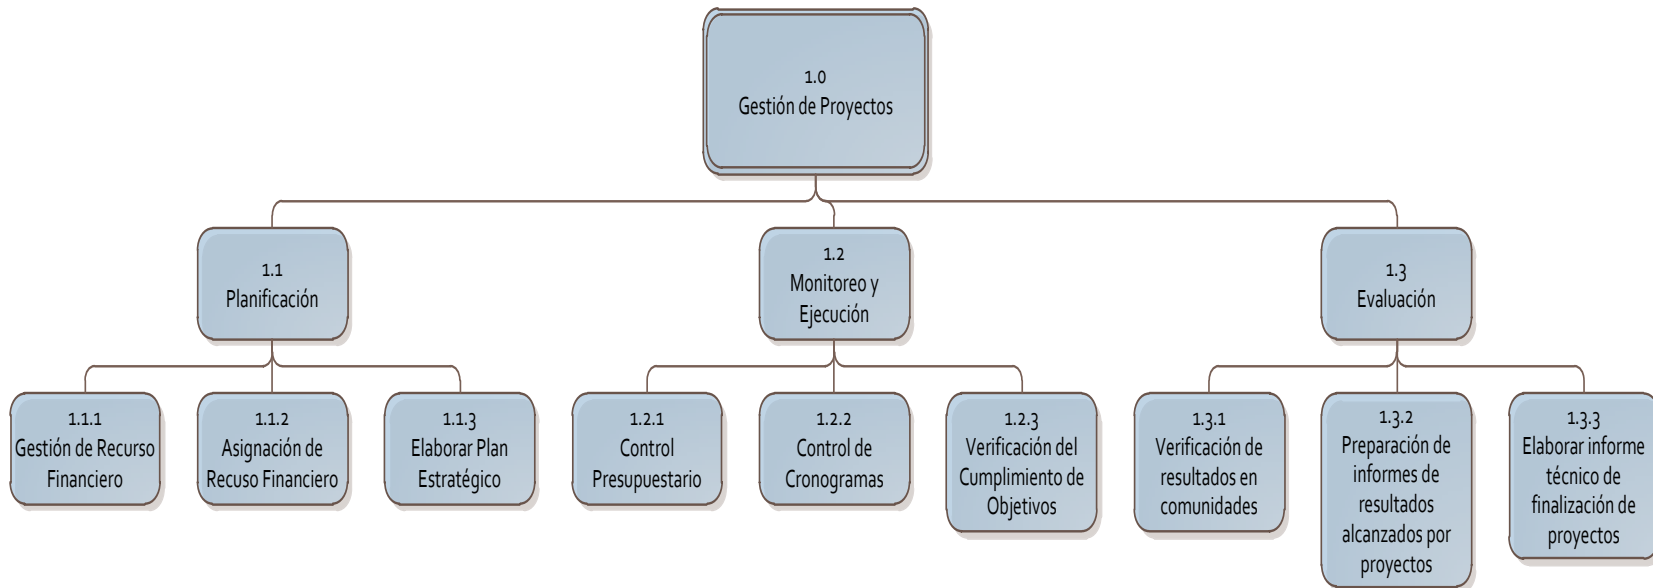 1.0
Gestión de Proyectos
1.1
Planificación
1.2
Monitoreo y
Ejecución
1.3
Evaluación
1.1.1
Gestión de Recurso
Financiero
1.1.2
Asignación de
Recuso Financiero
1.1.3
Elaborar Plan
Estratégico
1.2.1
Control
Presupuestario
1.2.2
Control de
Cronogramas
1.2.3
Verificación del
Cumplimiento de
Objetivos
1.3.1
Verificación de
resultados en
comunidades
1.3.2
Preparación de
informes de
resultados
alcanzados por
proyectos
1.3.3
Elaborar informe
técnico de
finalización de
proyectos